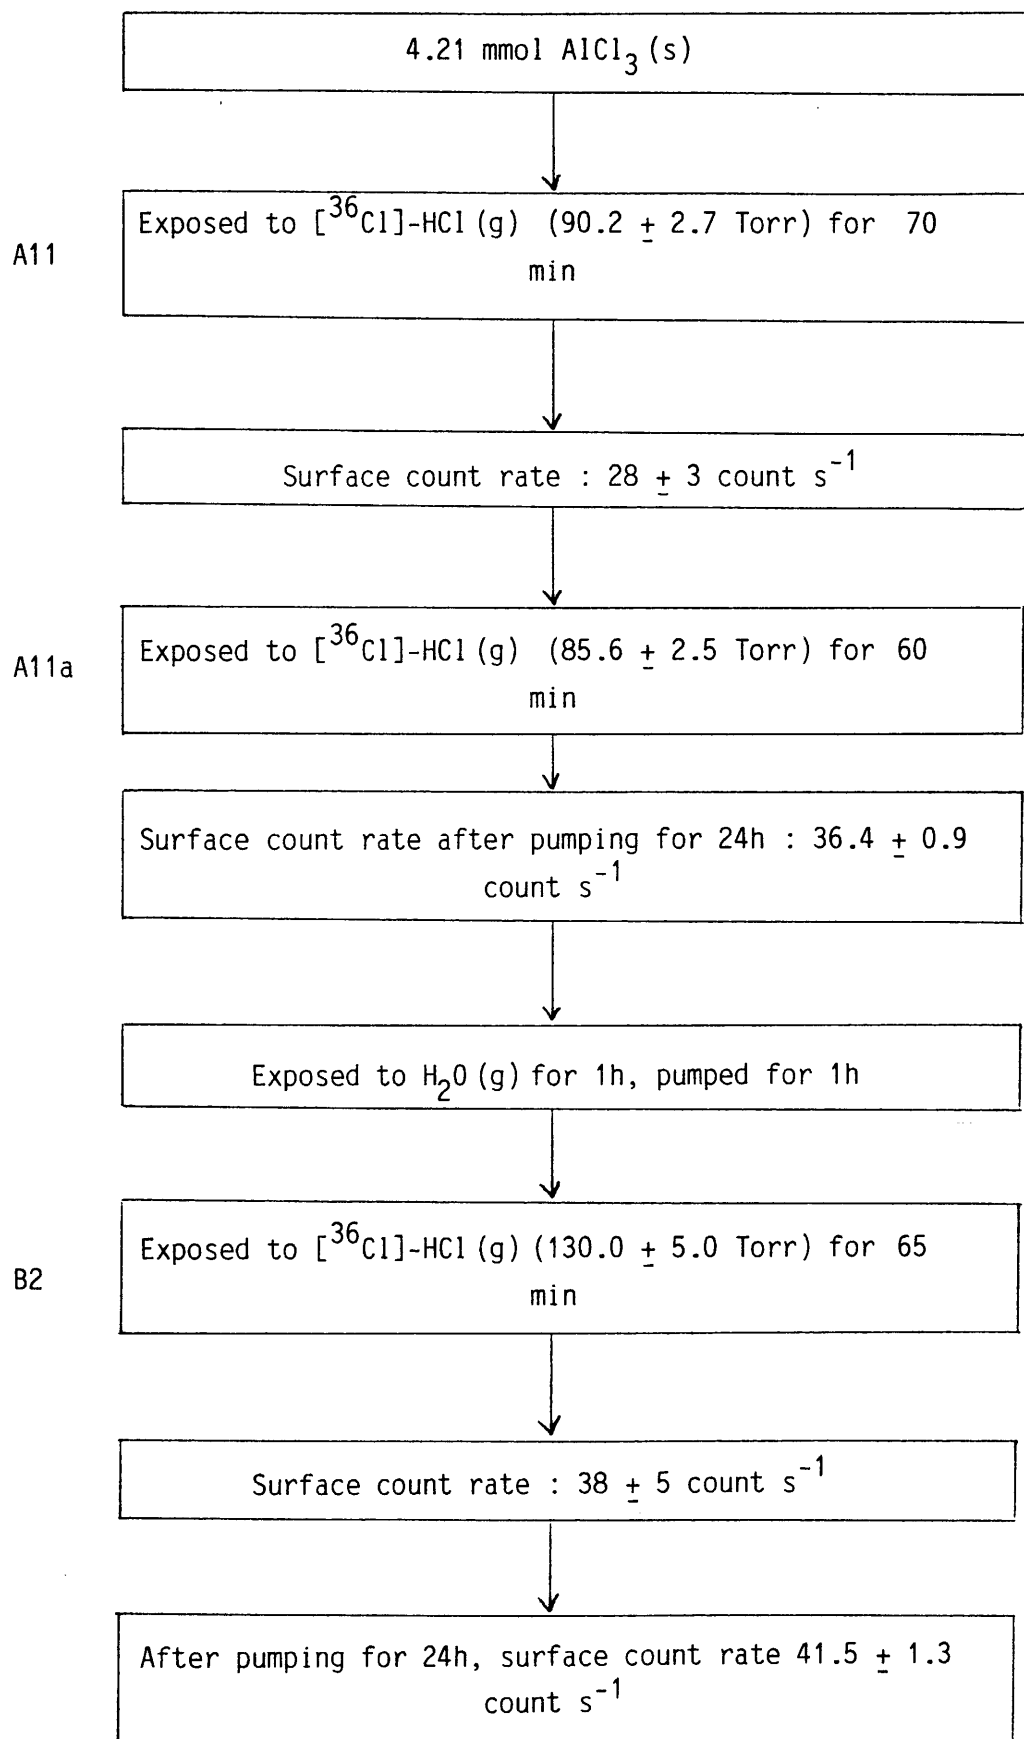 4.21 mmol AlCl₃(s)
A11
Exposed to [³⁶Cl]-HCl(g) (90.2 ± 2.7 Torr) for 70
min
Surface count rate : 28 ± 3 count s⁻¹
A11a
Exposed to [³⁶Cl]-HCl(g) (85.6 ± 2.5 Torr) for 60
min
Surface count rate after pumping for 24h : 36.4 ± 0.9
count s⁻¹
Exposed to H₂O(g) for 1h, pumped for 1h
B2
Exposed to [³⁶Cl]-HCl(g) (130.0 ± 5.0 Torr) for 65
min
Surface count rate : 38 ± 5 count s⁻¹
After pumping for 24h, surface count rate 41.5 ± 1.3
count s⁻¹